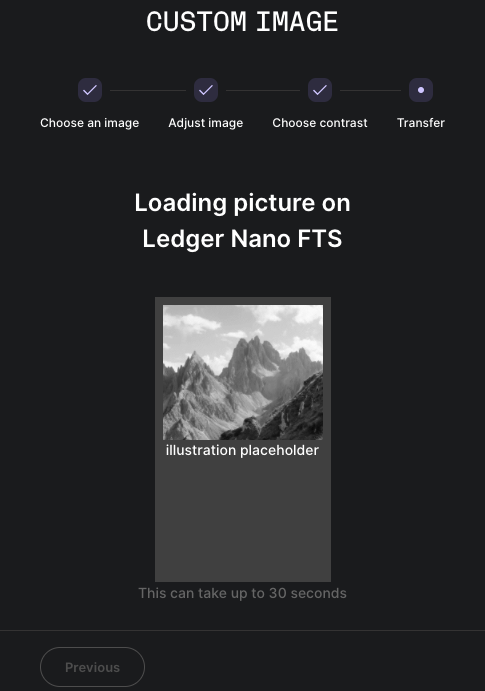 CUSTOM IMAGE
Choose an image
Adjust image
Choose contrast
Transfer
Loading picture on
Ledger Nano FTS
illustration placeholder
This can take up to 30 seconds
Previous